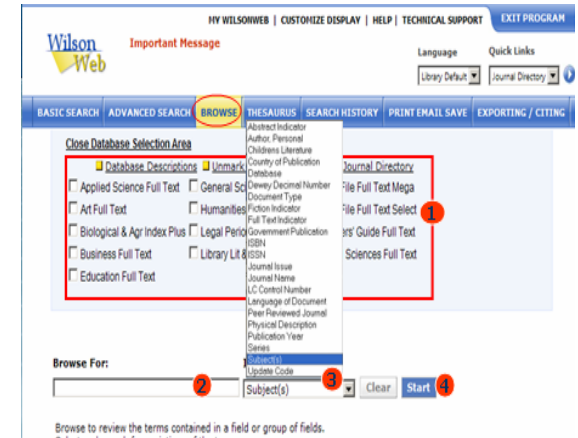 MY WILSONWEB | CUSTOMIZE DISPLAY | HELP | TECHNICAL SUPPORT EXIT PROGRAM
Wilson Web
Important Message
Language Quick Links
Library Default Journal Directory
BASIC SEARCH ADVANCED SEARCH BROWSE THESAURUS SEARCH HISTORY PRINT EMAIL SAVE EXPORTING / CITING
Close Database Selection Area
Database Descriptions Unmark Journal Directory
Applied Science Full Text General Sc File Full Text Mega
Art Full Text Humanities File Full Text Select
Biological & Agr Index Plus Legal Perio ers' Guide Full Text
Business Full Text Library Lit & Sciences Full Text
Education Full Text
1
Abstract Indicator
Author, Personal
Childrens Literature
Country of Publication
Database
Dewey Decimal Number
Document Type
Fiction Indicator
Full Text Indicator
Government Publication
ISBN
ISSN
Journal Issue
Journal Name
LC Control Number
Language of Document
Peer Reviewed Journal
Physical Description
Publication Year
Series
Subject(s)
Update Code
Browse For:
2 Subject(s) 3 Clear Start 4
Browse to review the terms contained in a field or group of fields.